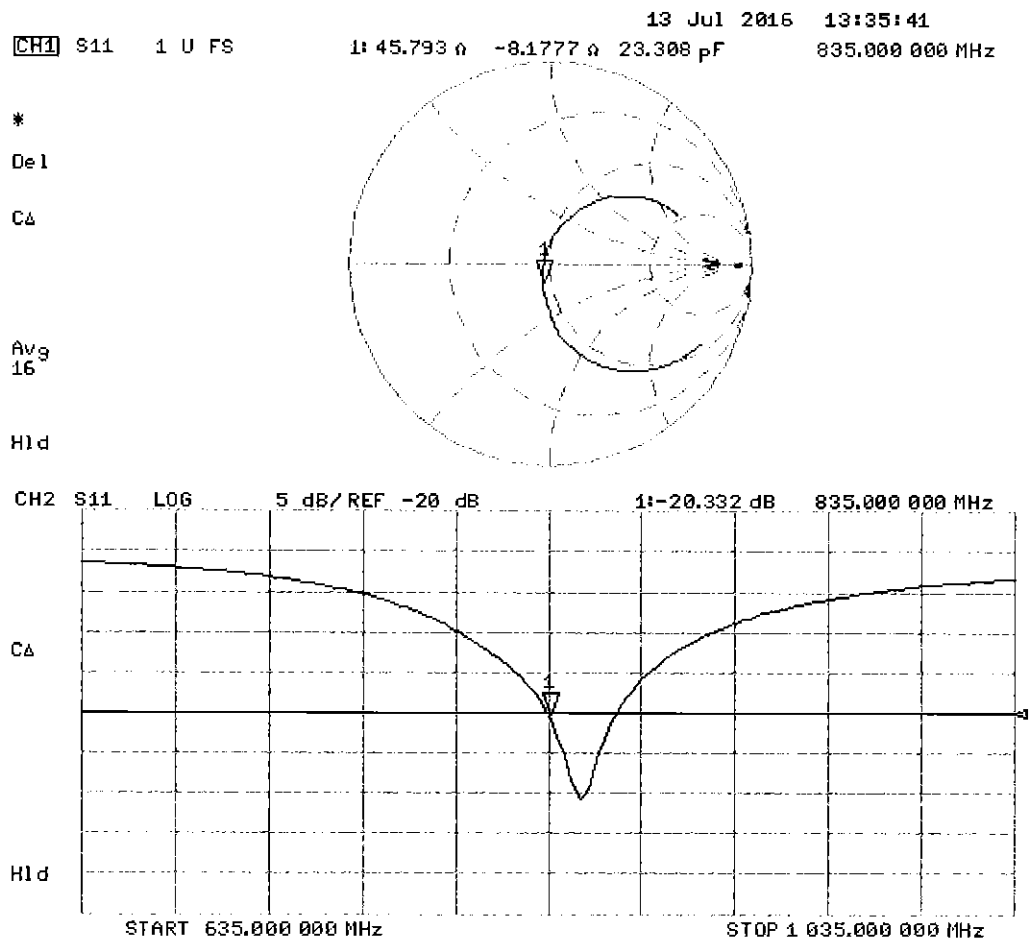 13 Jul 2016 13:35:41
CH1 S11 1 U FS 1: 45.793 Ω -8.1777 Ω 23.308 pF 835.000 000 MHz
*
Del
CΔ
1
Avg
16
Hld
CH2 S11 LOG 5 dB/ REF -20 dB 1:-20.332 dB 835.000 000 MHz
CΔ
1
Hld
START 635.000 000 MHz STOP 1 035.000 000 MHz